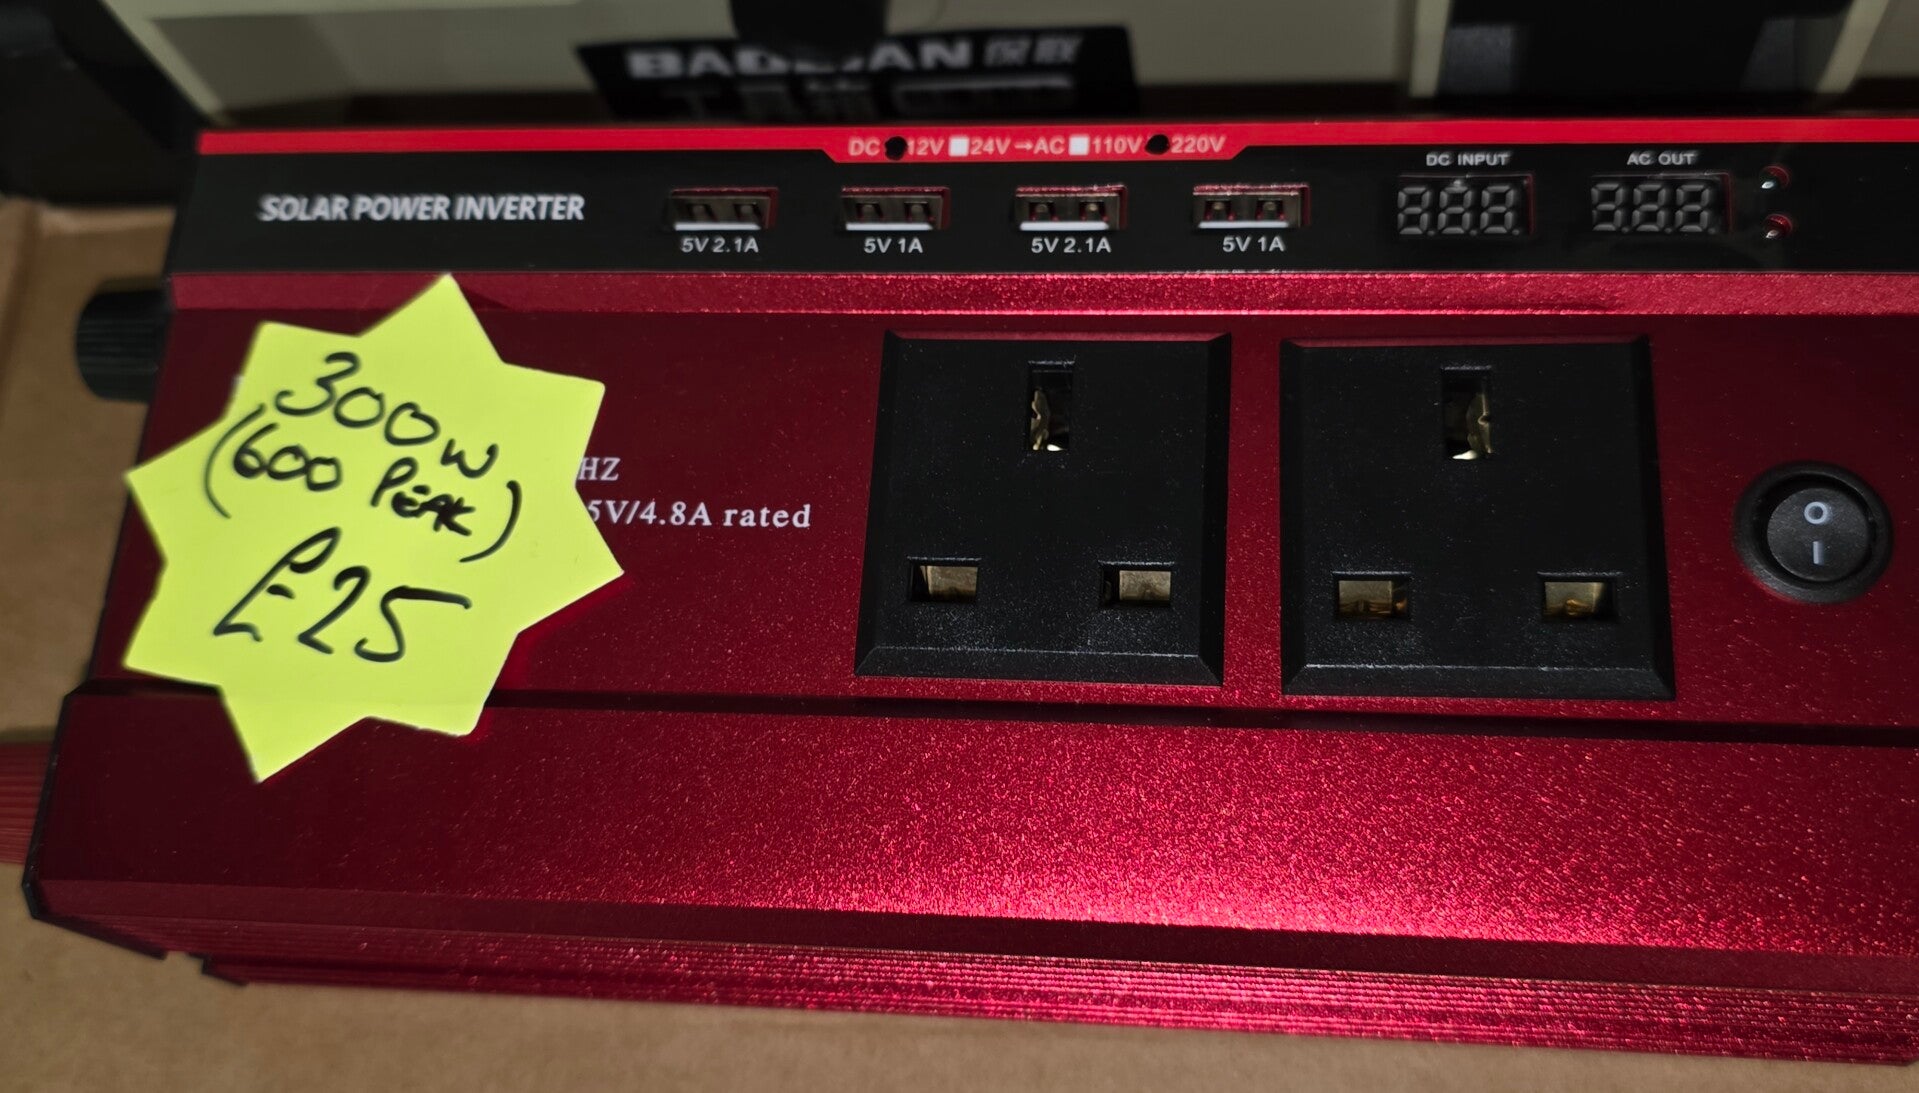 DC 12V 24V→AC 110V 220V
DC INPUT
AC OUT
SOLAR POWER INVERTER
5V 2.1A
5V 1A
5V 2.1A
5V 1A
300W
(600 PEAK)
£25
HZ
5V/4.8A rated
O
I